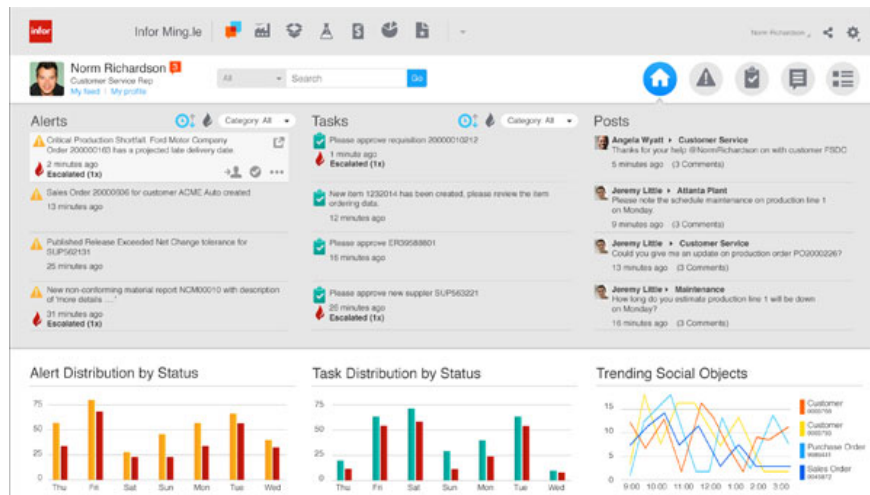 infor
Infor Ming.le
Norm Richardson
Norm Richardson 3
Customer Service Rep
My feed | My profile
All
Search
Go
Alerts
Category All
Critical Production Shortfall. Ford Motor Company
Order 200000163 has a projected late delivery date.
2 minutes ago
Escalated (1x)
Sales Order 20000606 for customer ACME Auto created
13 minutes ago
Published Release Exceeded Net Change tolerance for
SUP562131
25 minutes ago
New non-conforming material report NCM00010 with description
of 'more details ...."
31 minutes ago
Escalated (1x)
Tasks
Category All
Please approve requisition 20000010212
1 minute ago
Escalated (1x)
New item 1232014 has been created, please review the item
ordering data.
12 minutes ago
Please approve ER39588801
16 minutes ago
Please approve new suppler SUP563221
26 minutes ago
Escalated (1x)
Posts
Angela Wyatt ▸ Customer Service
Thanks for your help @NormRichardson on with customer FSDC
5 minutes ago (3 Comments)
Jeremy Little ▸ Atlanta Plant
Please note the schedule maintenance on production line 1
on Monday.
9 minutes ago (3 Comments)
Jeremy Little ▸ Customer Service
Could you give me an update on production order PO20002267?
13 minutes ago (3 Comments)
Jeremy Little ▸ Maintenance
How long do you estimate production line 1 will be down
on Monday?
16 minutes ago (3 Comments)
Alert Distribution by Status
75
50
25
0
Thu Fri Sat Sun Mon Tue Wed
Task Distribution by Status
75
50
25
0
Thu Fri Sat Sun Mon Tue Wed
Trending Social Objects
15
10
5
0
9:00 10:00 11:00 12:00 1:00 2:00 3:00
Customer
Customer
Purchase Order
Sales Order